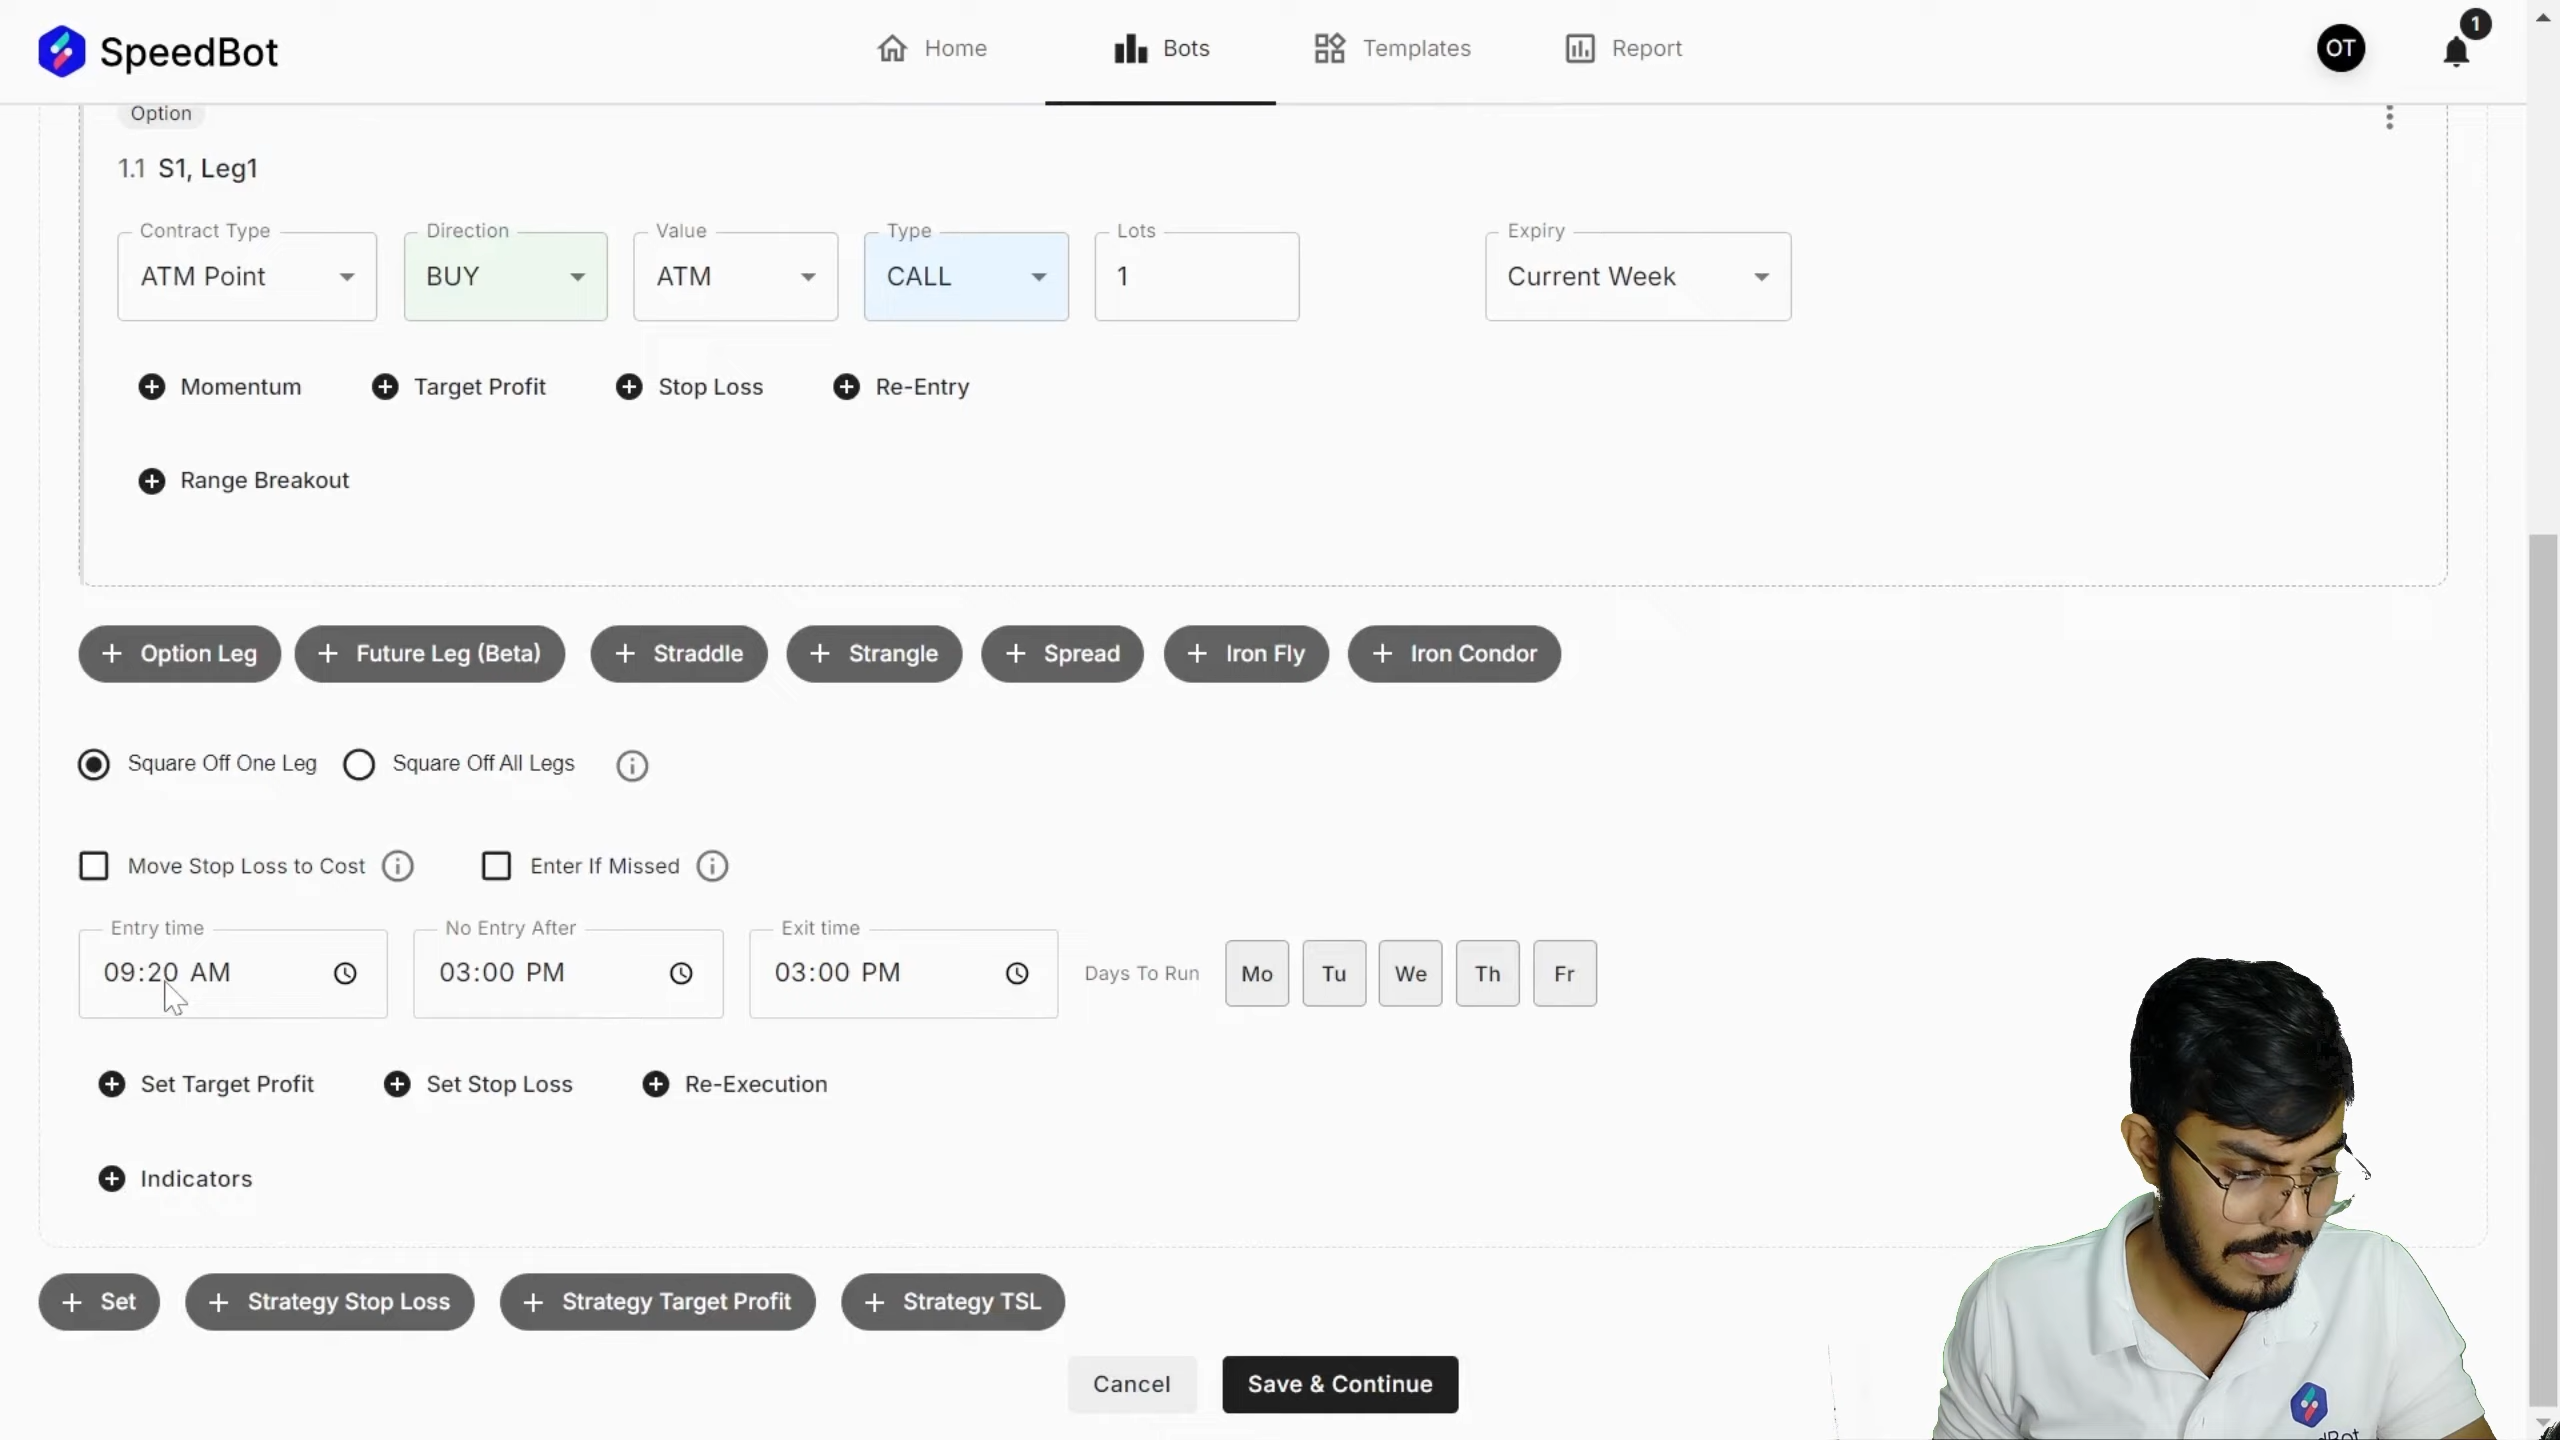 SpeedBot
Home
Bots
Templates
Report
OT
1
Option
1.1 S1, Leg1
Contract Type
Direction
Value
Type
Lots
Expiry
ATM Point
BUY
ATM
CALL
1
Current Week
Momentum
Target Profit
Stop Loss
Re-Entry
Range Breakout
+ Option Leg
+ Future Leg (Beta)
+ Straddle
+ Strangle
+ Spread
+ Iron Fly
+ Iron Condor
Square Off One Leg
Square Off All Legs
Move Stop Loss to Cost
Enter If Missed
Entry time
No Entry After
Exit time
09:20 AM
03:00 PM
03:00 PM
Days To Run
Mo
Tu
We
Th
Fr
Set Target Profit
Set Stop Loss
Re-Execution
Indicators
+ Set
+ Strategy Stop Loss
+ Strategy Target Profit
+ Strategy TSL
Cancel
Save & Continue